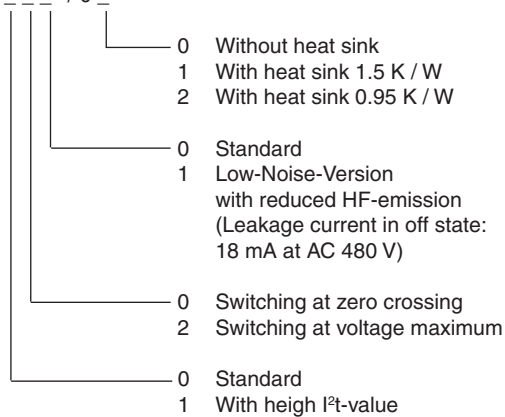 0 Without heat sink
1 With heat sink 1.5 K / W
2 With heat sink 0.95 K / W
0 Standard
1 Low-Noise-Version
with reduced HF-emission
(Leakage current in off state:
18 mA at AC 480 V)
0 Switching at zero crossing
2 Switching at voltage maximum
0 Standard
1 With heigh I²t-value